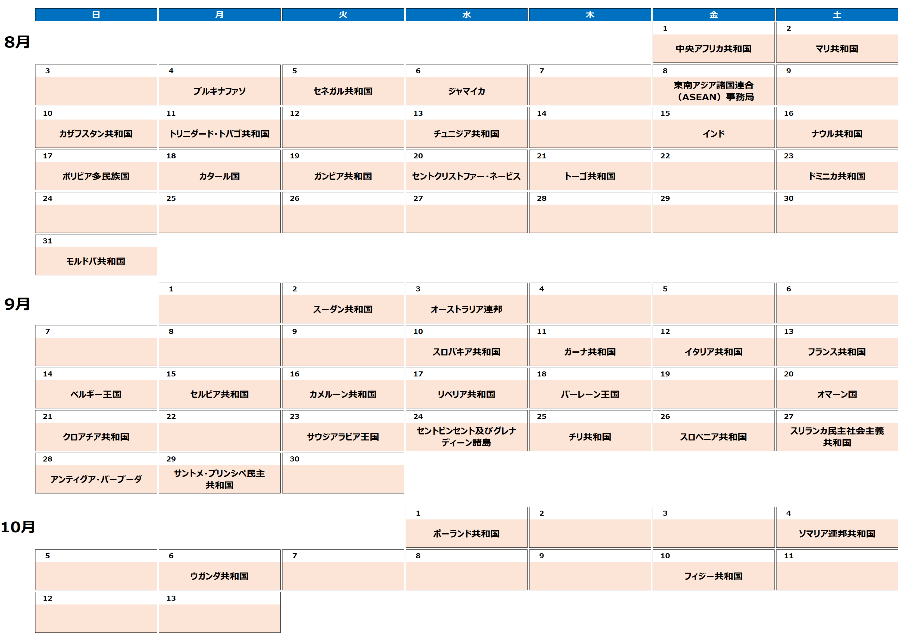 日 月 火 水 木 金 土
8月
1 2
中央アフリカ共和国 マリ共和国
3 4 5 6 7 8 9
ブルキナファソ セネガル共和国 ジャマイカ 東南アジア諸国連合
（ASEAN）事務局
10 11 12 13 14 15 16
カザフスタン共和国 トリニダード・トバゴ共和国 チュニジア共和国 インド ナウル共和国
17 18 19 20 21 22 23
ボリビア多民族国 カタール国 ガンビア共和国 セントクリストファー・ネービス トーゴ共和国 ドミニカ共和国
24 25 26 27 28 29 30
31
モルドバ共和国
9月
1 2 3 4 5 6
スーダン共和国 オーストラリア連邦
7 8 9 10 11 12 13
スロバキア共和国 ガーナ共和国 イタリア共和国 フランス共和国
14 15 16 17 18 19 20
ベルギー王国 セルビア共和国 カメルーン共和国 リベリア共和国 バーレーン王国 オマーン国
21 22 23 24 25 26 27
クロアチア共和国 サウジアラビア王国 セントビンセント及びグレナ
ディーン諸島 チリ共和国 スロベニア共和国 スリランカ民主社会主義
共和国
28 29 30
アンティグア・バーブーダ サントメ・プリンシペ民主
共和国
10月
1 2 3 4
ポーランド共和国 ソマリア連邦共和国
5 6 7 8 9 10 11
ウガンダ共和国 フィジー共和国
12 13